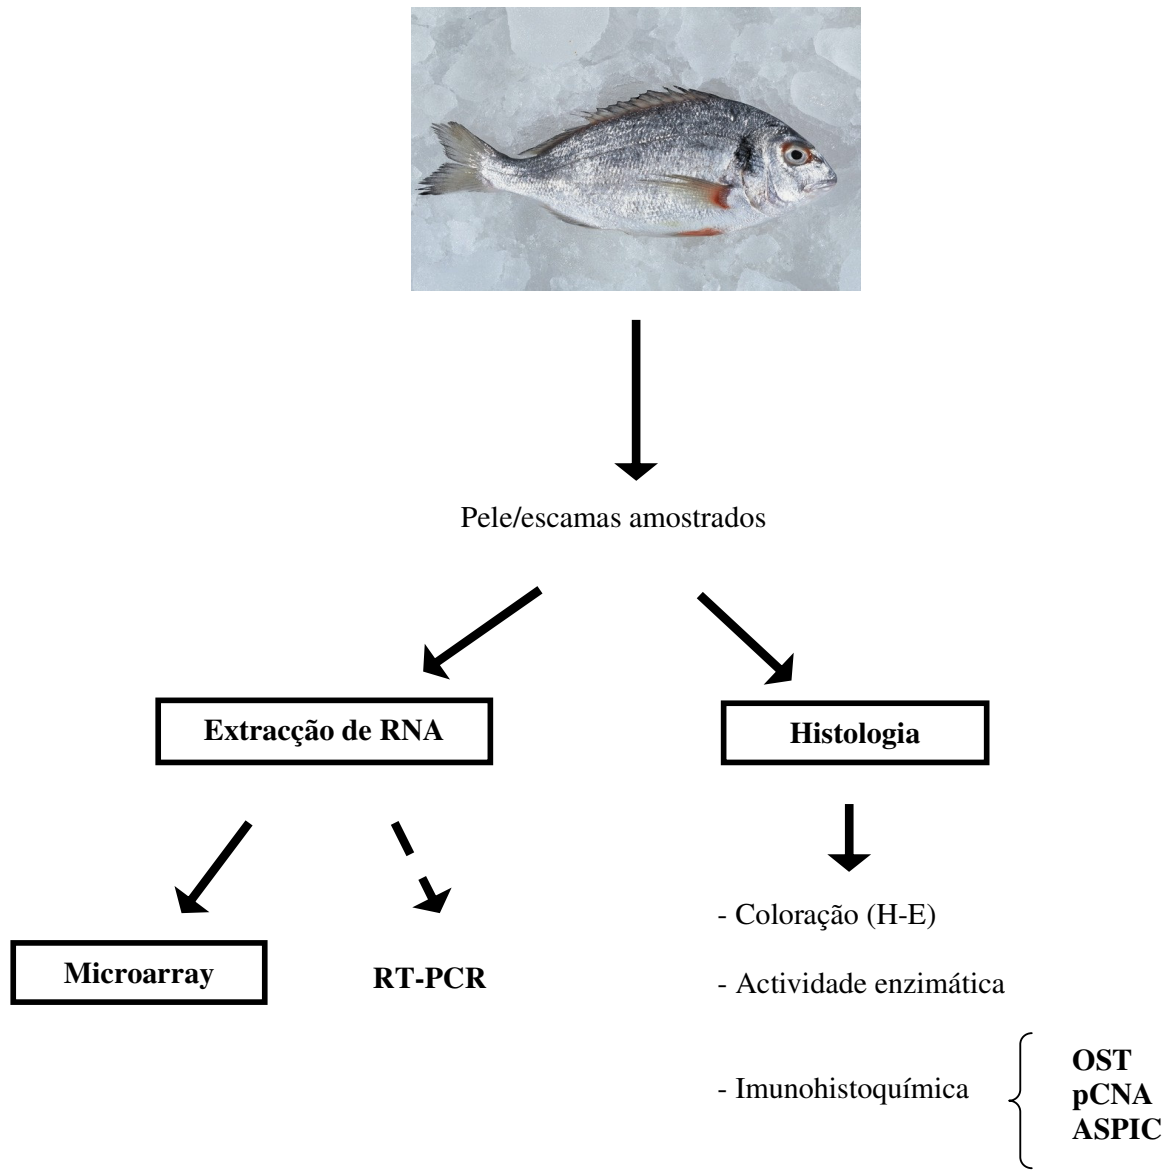 Pele/escamas amostrados
Extracção de RNA
Histologia
Microarray
RT-PCR
- Coloração (H-E)
- Actividade enzimática
- Imunohistoquímica
OST
pCNA
ASPIC